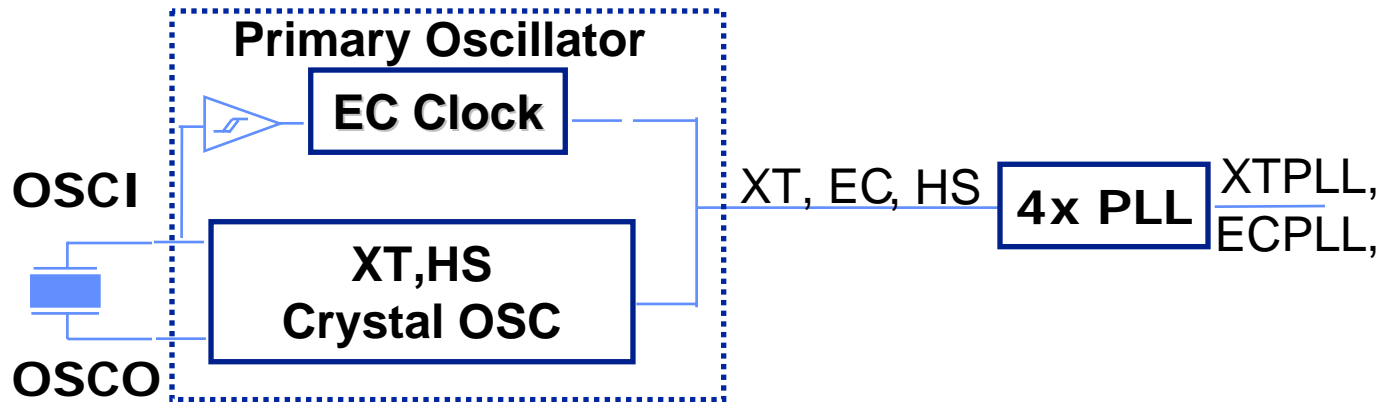 Primary Oscillator
EC Clock
OSCI
XT, EC, HS
4x PLL
XTPLL,
ECPLL,
XT,HS
Crystal OSC
OSCO